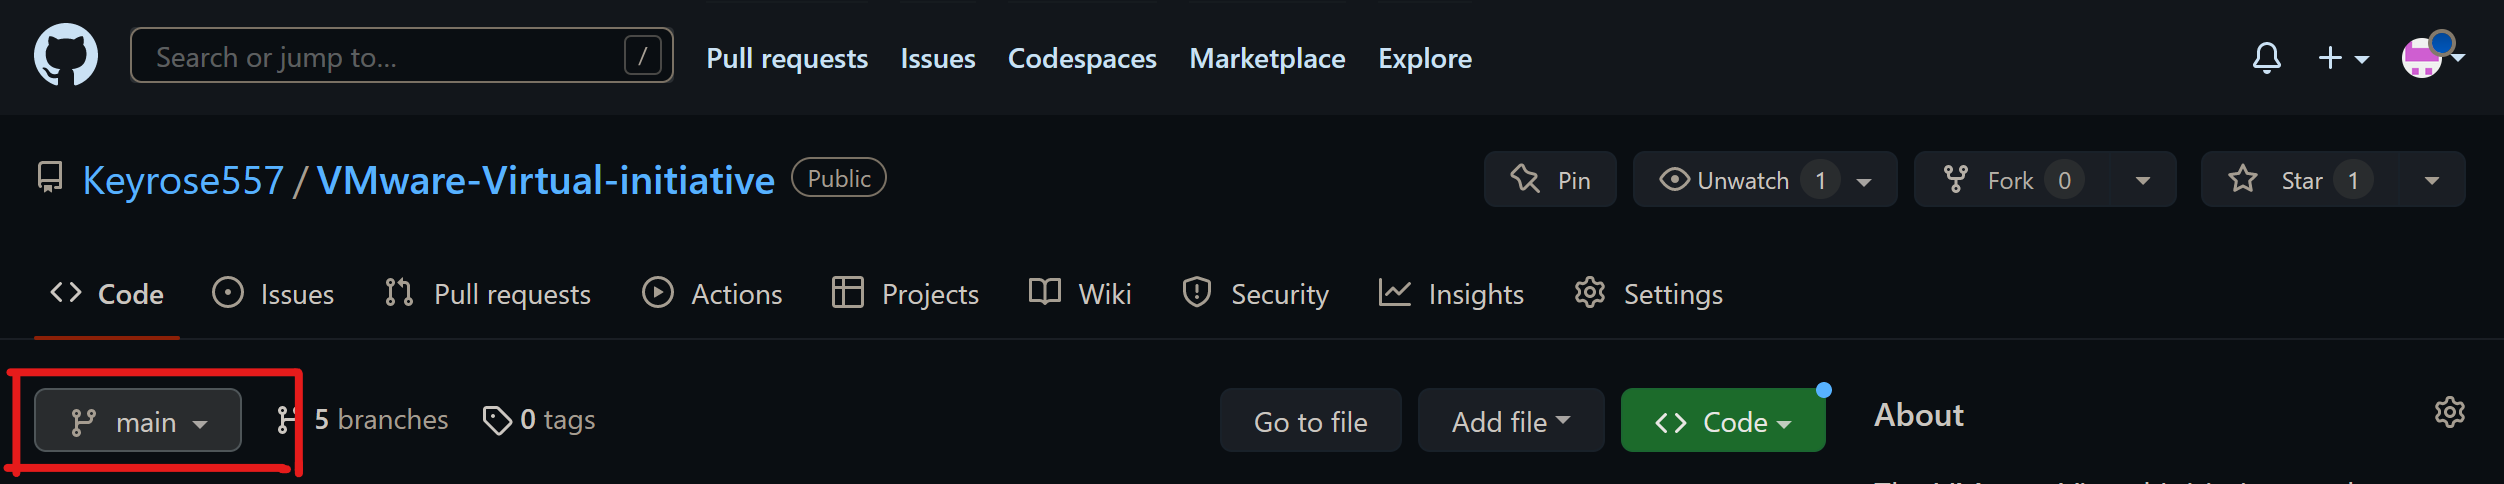 Search or jump to... / Pull requests Issues Codespaces Marketplace Explore
Keyrose557 / VMware-Virtual-initiative Public Pin Unwatch 1 Fork 0 Star 1
Code Issues Pull requests Actions Projects Wiki Security Insights Settings
main 5 branches 0 tags Go to file Add file Code About